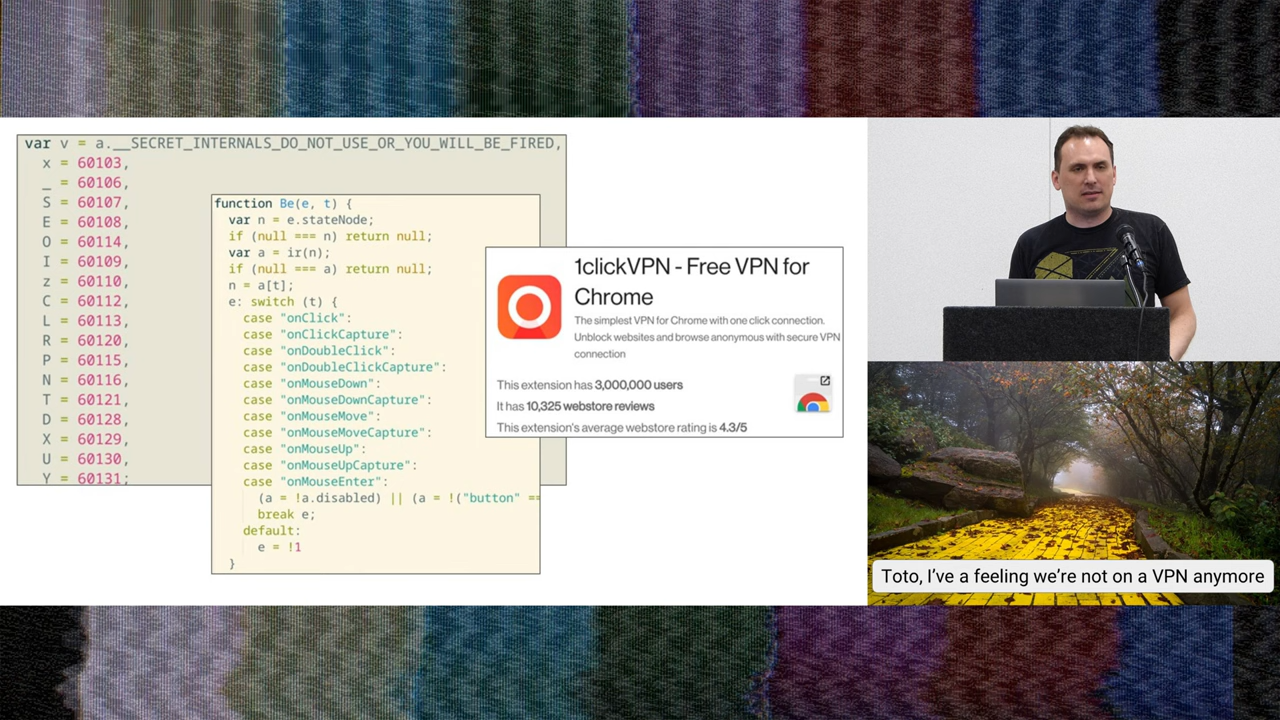 var v = a.__SECRET_INTERNALS_DO_NOT_USE_OR_YOU_WILL_BE_FIRED,
x = 60103,
_ = 60106,
S = 60107,
E = 60108,
O = 60114,
I = 60109,
z = 60110,
C = 60112,
L = 60113,
R = 60120,
P = 60115,
N = 60116,
T = 60121,
D = 60128,
X = 60129,
U = 60130,
Y = 60131;
function Be(e, t) {
var n = e.stateNode;
if (null === n) return null;
var a = ir(n);
if (null === a) return null;
n = a[t];
e: switch (t) {
case "onClick":
case "onClickCapture":
case "onDoubleClick":
case "onDoubleClickCapture":
case "onMouseDown":
case "onMouseDownCapture":
case "onMouseMove":
case "onMouseMoveCapture":
case "onMouseUp":
case "onMouseUpCapture":
case "onMouseEnter":
(a = !a.disabled) || (a = !("button" ==
break e;
default:
e = !1
}
1clickVPN - Free VPN for
Chrome
The simplest VPN for Chrome with one click connection.
Unblock websites and browse anonymous with secure VPN
connection
This extension has 3,000,000 users
It has 10,325 webstore reviews
This extension's average webstore rating is 4.3/5
Toto, I've a feeling we're not on a VPN anymore